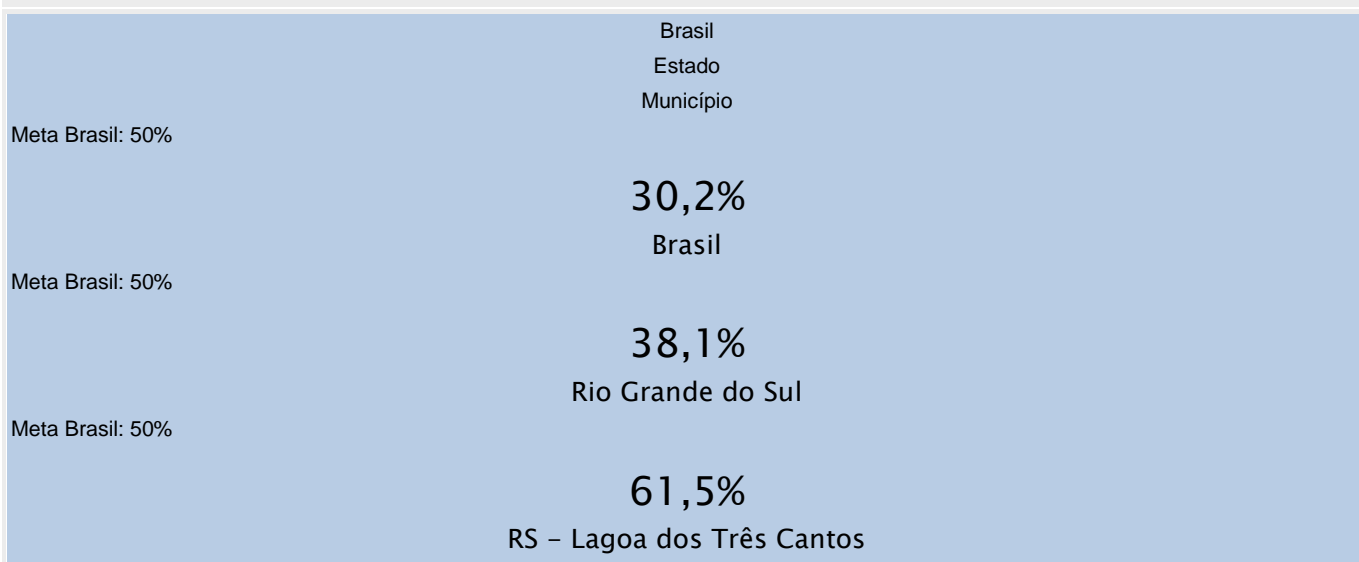 Brasil
Estado
Município
Meta Brasil: 50%
30,2%
Brasil
Meta Brasil: 50%
38,1%
Rio Grande do Sul
Meta Brasil: 50%
61,5%
RS - Lagoa dos Três Cantos